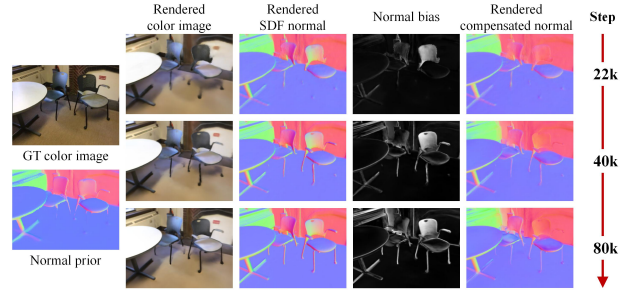 Rendered
color image
Rendered
SDF normal
Normal bias
Rendered
compensated normal
Step
22k
GT color image
40k
Normal prior
80k